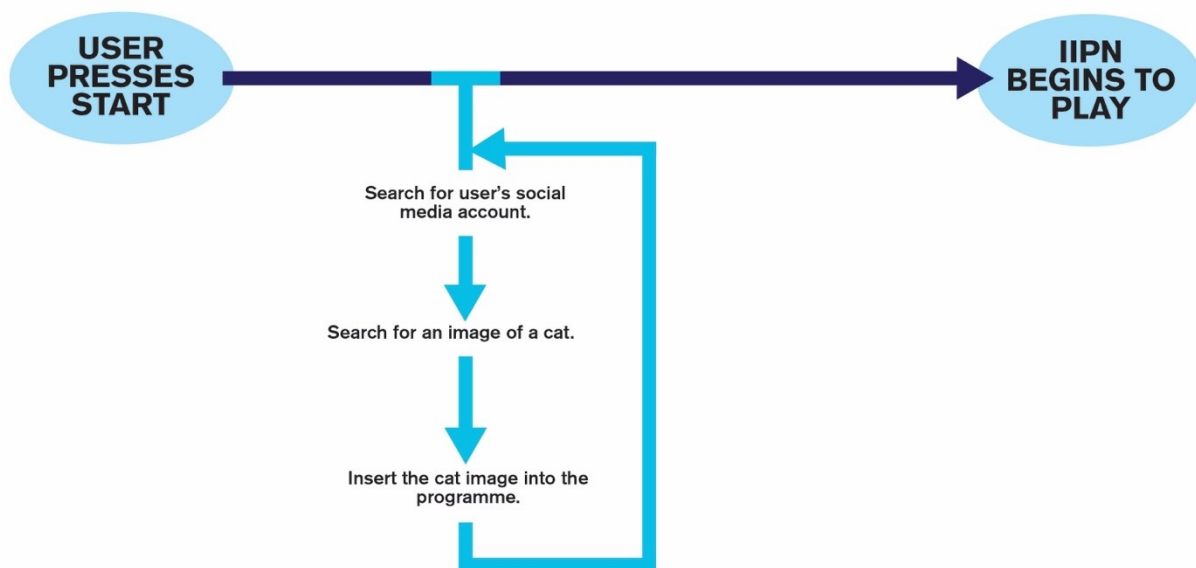 USER
PRESSES
START
IIPN
BEGINS TO
PLAY
Search for user's social
media account.
Search for an image of a cat.
Insert the cat image into the
programme.